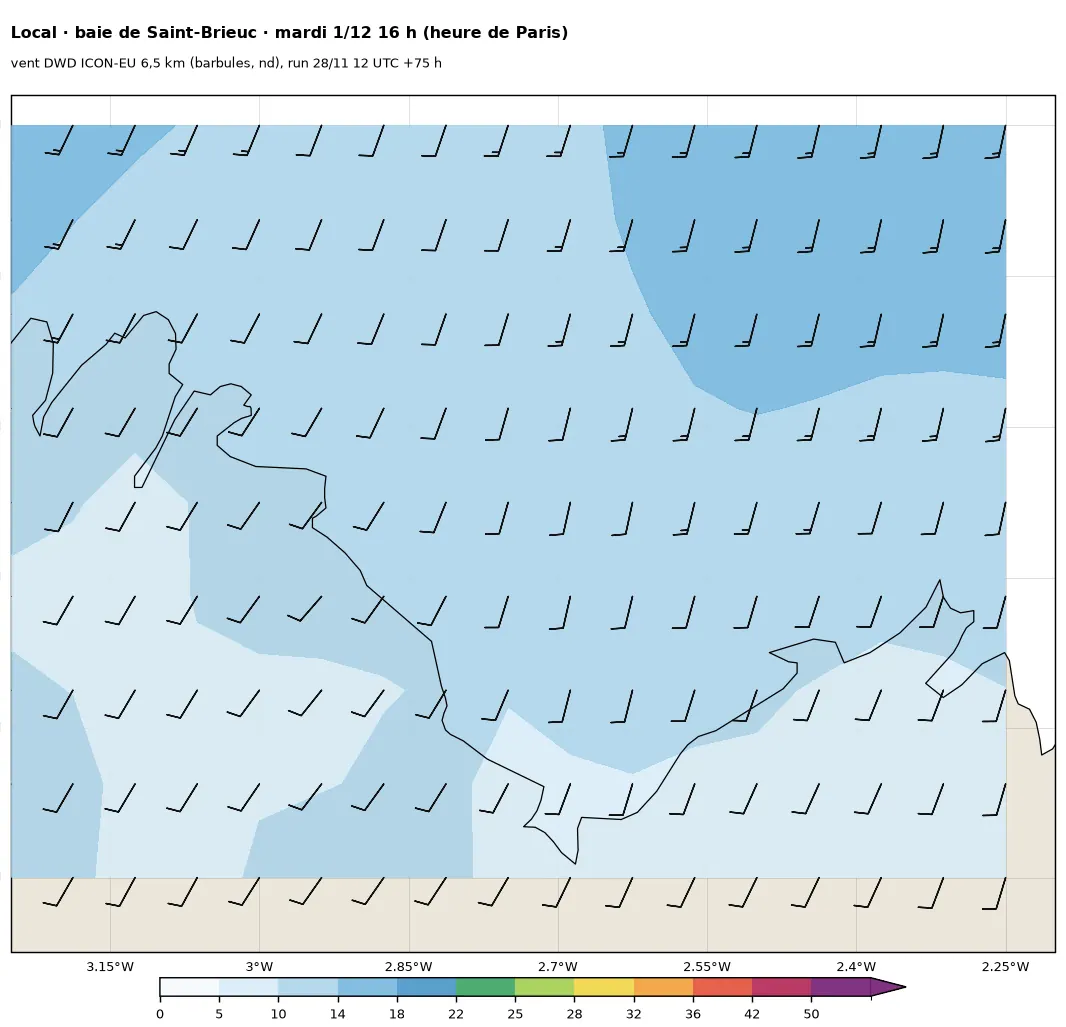 Local · baie de Saint-Brieuc · mardi 1/12 16 h (heure de Paris)
vent DWD ICON-EU 6,5 km (barbules, nd), run 28/11 12 UTC +75 h
3.15°W 3°W 2.85°W 2.7°W 2.55°W 2.4°W 2.25°W
0 5 10 14 18 22 25 28 32 36 42 50